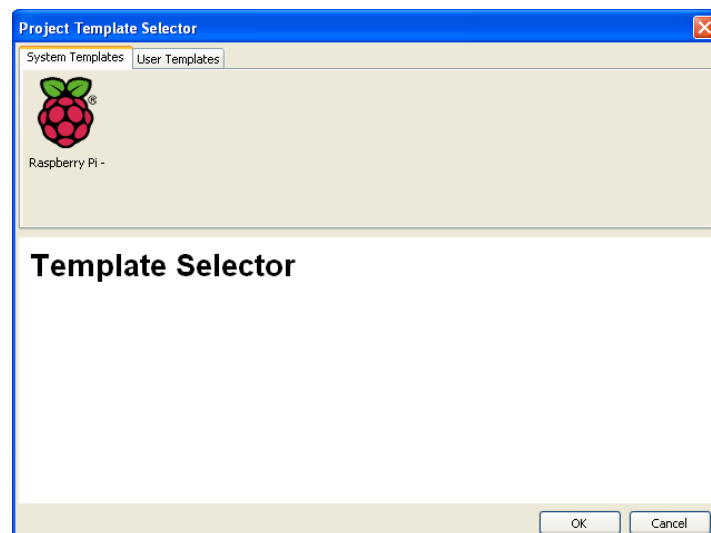 Project Template Selector
System Templates User Templates
®
Raspberry Pi -
Template Selector
OK Cancel